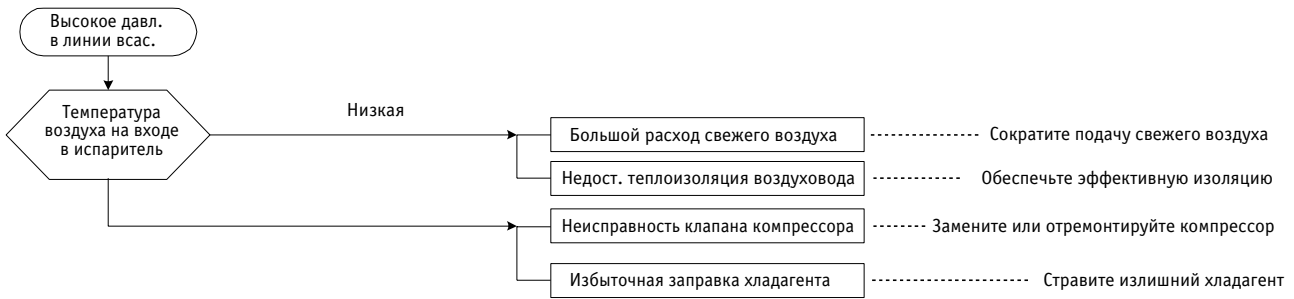 Высокое давл.
в линии всас.
Температура
воздуха на входе
в испаритель
Низкая
Большой расход свежего воздуха
Сократите подачу свежего воздуха
Недост. теплоизоляция воздуховода
Обеспечьте эффективную изоляцию
Неисправность клапана компрессора
Замените или отремонтируйте компрессор
Избыточная заправка хладагента
Стравите излишний хладагент